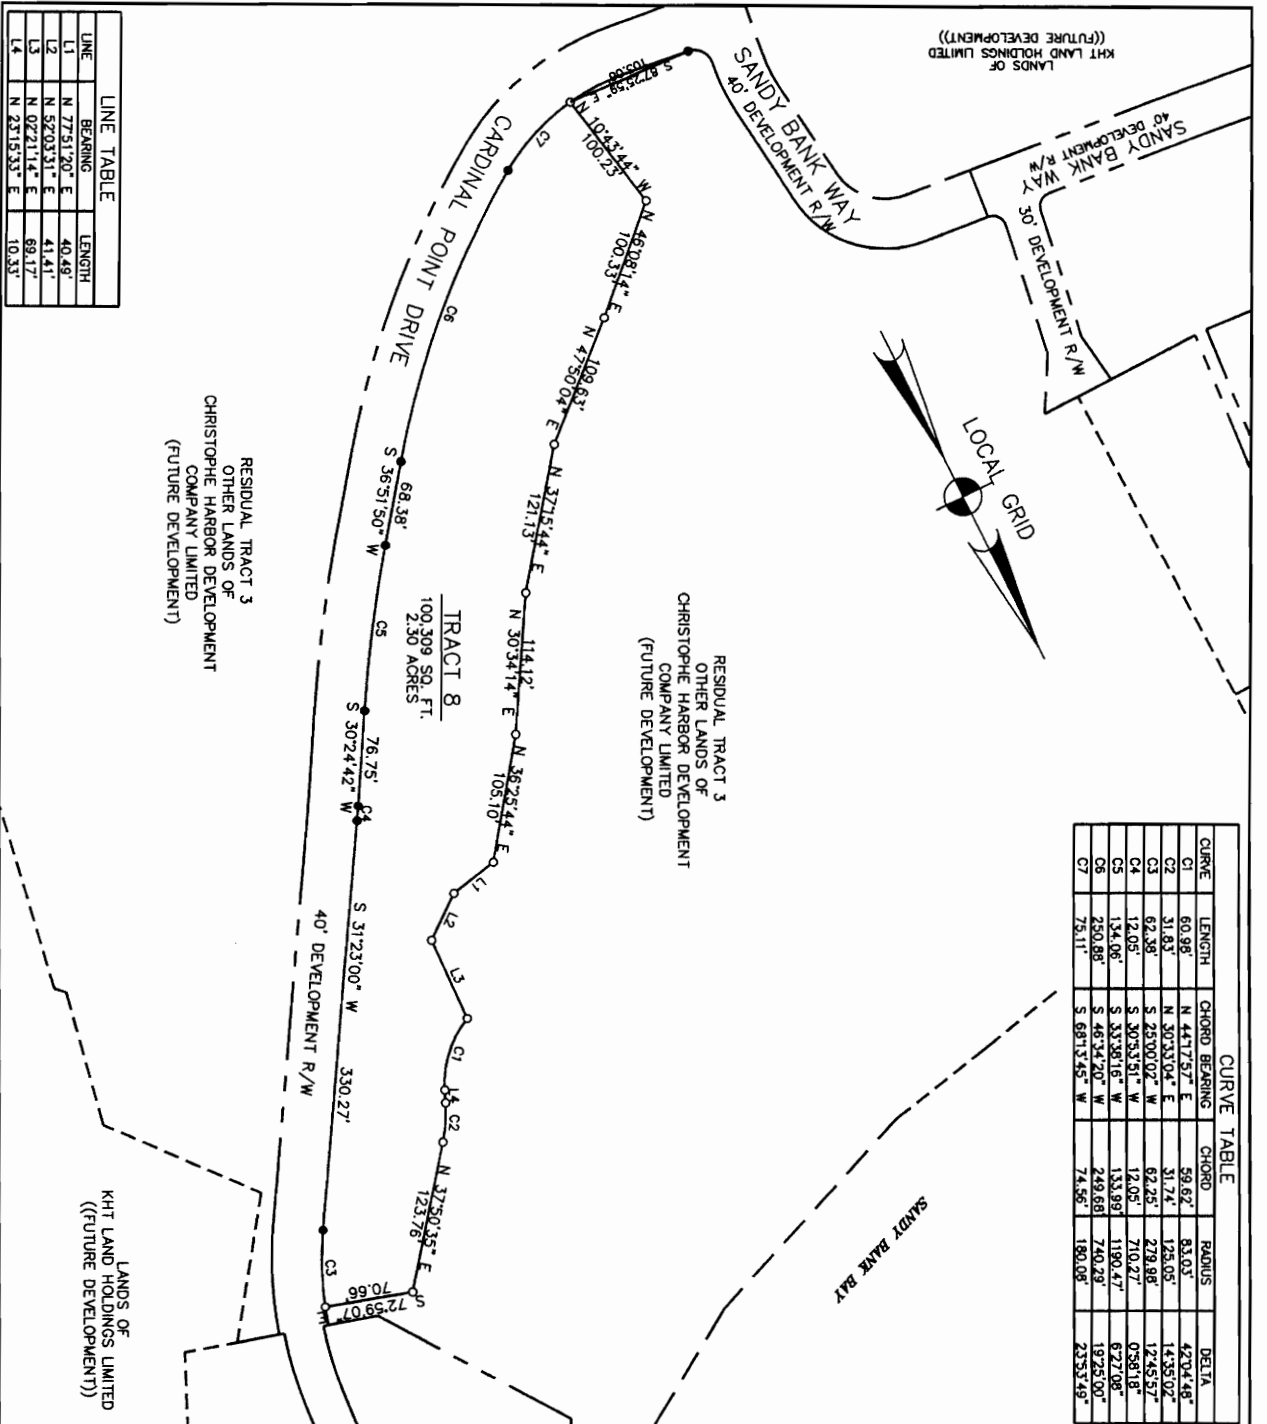 LANDS OF
KHT LAND HOLDINGS LIMITED
((FUTURE DEVELOPMENT))
SANDY BANK WAY
40' DEVELOPMENT R/W
SANDY BANK WAY
40' DEVELOPMENT R/W
30' DEVELOPMENT R/W
LOCAL GRID
LINE TABLE
LINE BEARING LENGTH
L1 N 77°51'20" E 40.49'
L2 N 52°03'31" E 41.41'
L3 N 02°21'14" E 69.17'
L4 N 23°15'33" E 10.33'
CURVE TABLE
CURVE LENGTH CHORD BEARING CHORD RADIUS DELTA
C1 60.98' N 44°17'57" E 59.62' 83.03' 42°04'48"
C2 31.83' N 30°33'04" E 31.74' 125.05' 14°35'02"
C3 62.38' S 25°00'02" W 62.25' 279.98' 12°45'57"
C4 12.05' S 30°53'51" W 12.05' 710.27' 0°58'18"
C5 134.06' S 33°38'16" W 133.99' 1190.47' 6°27'08"
C6 250.88' S 46°34'20" W 249.68' 740.29' 19°25'00"
C7 75.11' S 68°13'45" W 74.56' 180.08' 23°53'49"
S 87°25'59" E
103.06'
N 10°43'44" W
100.23'
N 46°08'14" E
100.33'
109.63'
N 47°50'04" E
N 37°15'44" E
121.13'
114.12'
N 30°34'14" E
N 36°25'44" E
105.10'
L1
L2
L3
C1
L4
C2
N 37°50'35" E
123.76'
S 72°59'07" E
70.66'
C3
330.27'
S 31°23'00" W
C4
76.75'
S 30°24'42" W
C5
68.38'
S 36°51'50" W
C6
C7
CARDINAL POINT DRIVE
40' DEVELOPMENT R/W
TRACT 8
100,309 SQ. FT.
2.30 ACRES
RESIDUAL TRACT 3
OTHER LANDS OF
CHRISTOPHE HARBOR DEVELOPMENT
COMPANY LIMITED
(FUTURE DEVELOPMENT)
RESIDUAL TRACT 3
OTHER LANDS OF
CHRISTOPHE HARBOR DEVELOPMENT
COMPANY LIMITED
(FUTURE DEVELOPMENT)
SANDY BANK BAY
LANDS OF
KHT LAND HOLDINGS LIMITED
((FUTURE DEVELOPMENT))